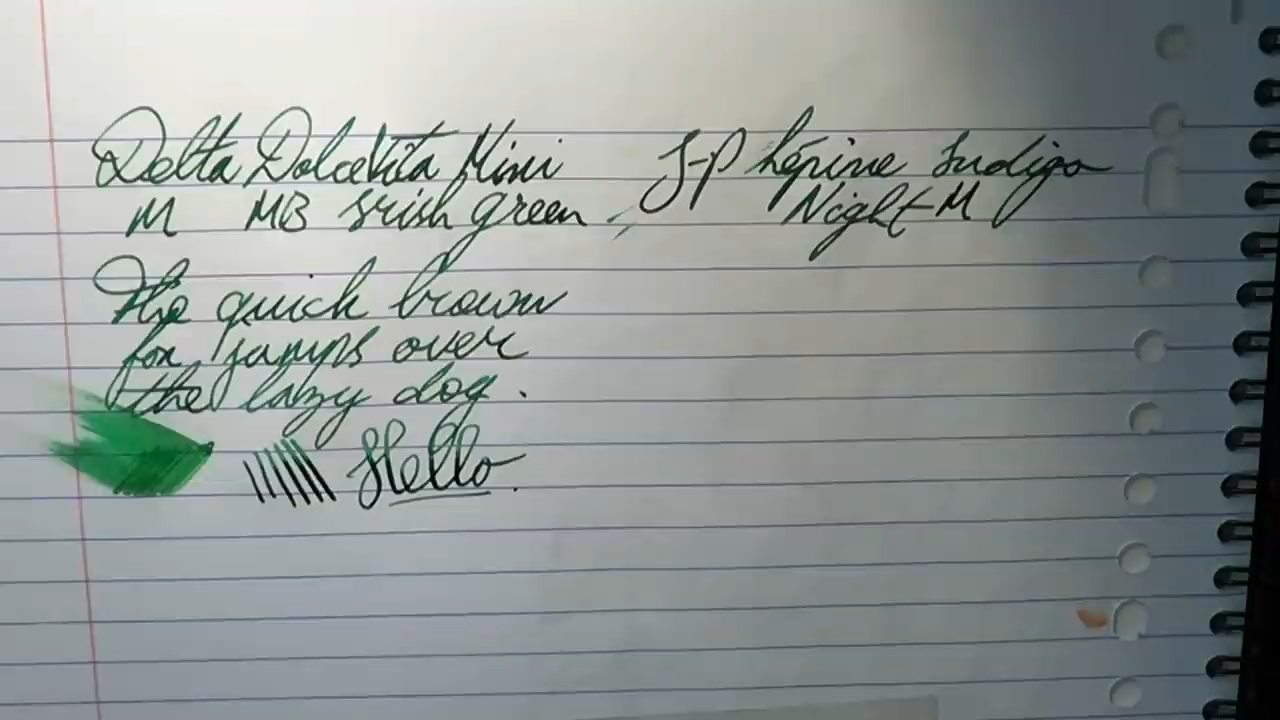 Delta Dolcevita Mini
M MB Irish green.
J-P Lépine Indigo
Night M
The quick brown
fox jumps over
the lazy dog.
Hello.